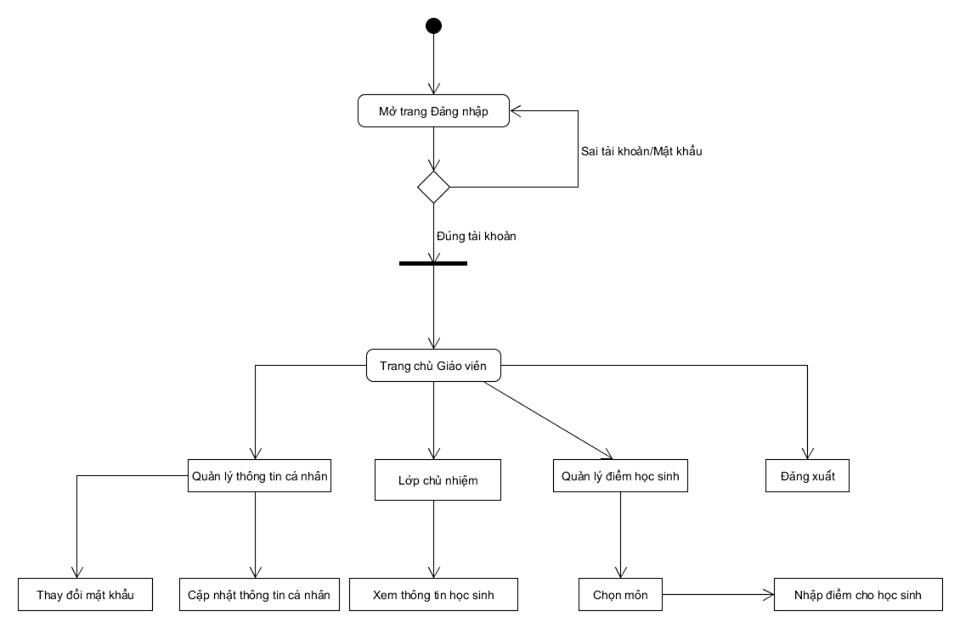 Mở trang Đăng nhập
Sai tài khoản/Mật khẩu
Đúng tài khoản
Trang chủ Giáo viên
Quản lý thông tin cá nhân
Lớp chủ nhiệm
Quản lý điểm học sinh
Đăng xuất
Thay đổi mật khẩu
Cập nhật thông tin cá nhân
Xem thông tin học sinh
Chọn môn
Nhập điểm cho học sinh